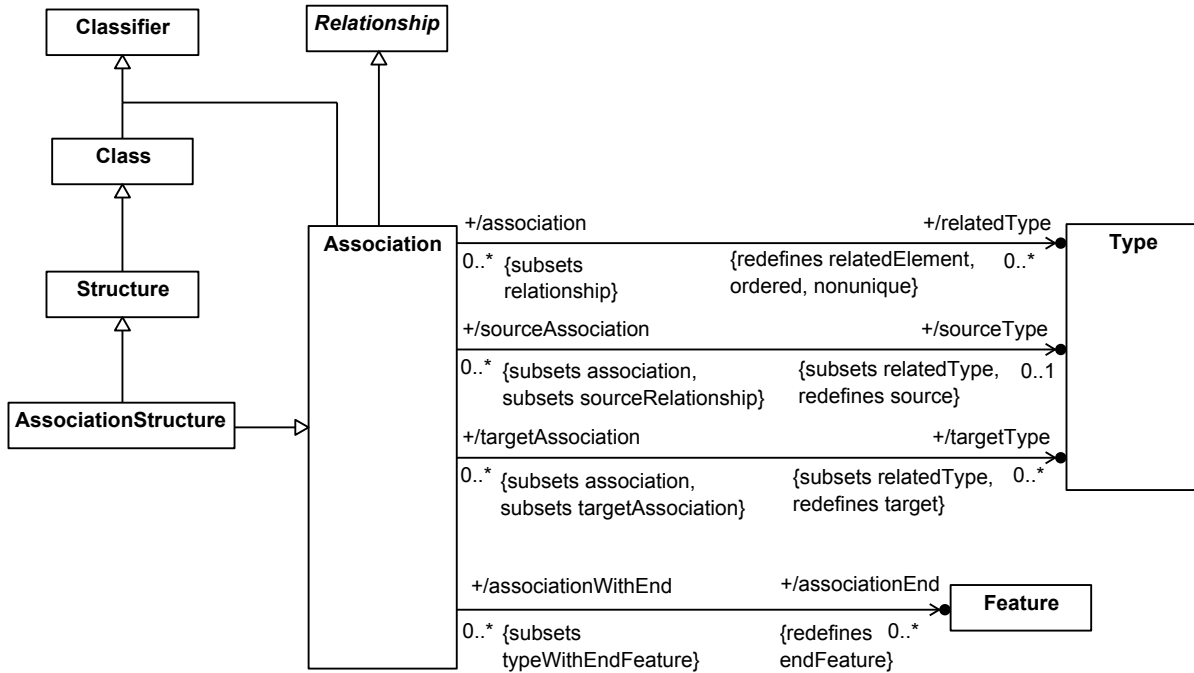 Classifier
Relationship
Class
Structure
AssociationStructure
Association
Type
+/association
+/relatedType
0..*
{subsets
relationship}
{redefines relatedElement,
ordered, nonunique}
0..*
+/sourceAssociation
+/sourceType
0..*
{subsets association,
subsets sourceRelationship}
{subsets relatedType,
redefines source}
0..1
+/targetAssociation
+/targetType
0..*
{subsets association,
subsets targetAssociation}
{subsets relatedType,
redefines target}
0..*
+/associationWithEnd
+/associationEnd
Feature
0..*
{subsets
typeWithEndFeature}
{redefines
endFeature}
0..*